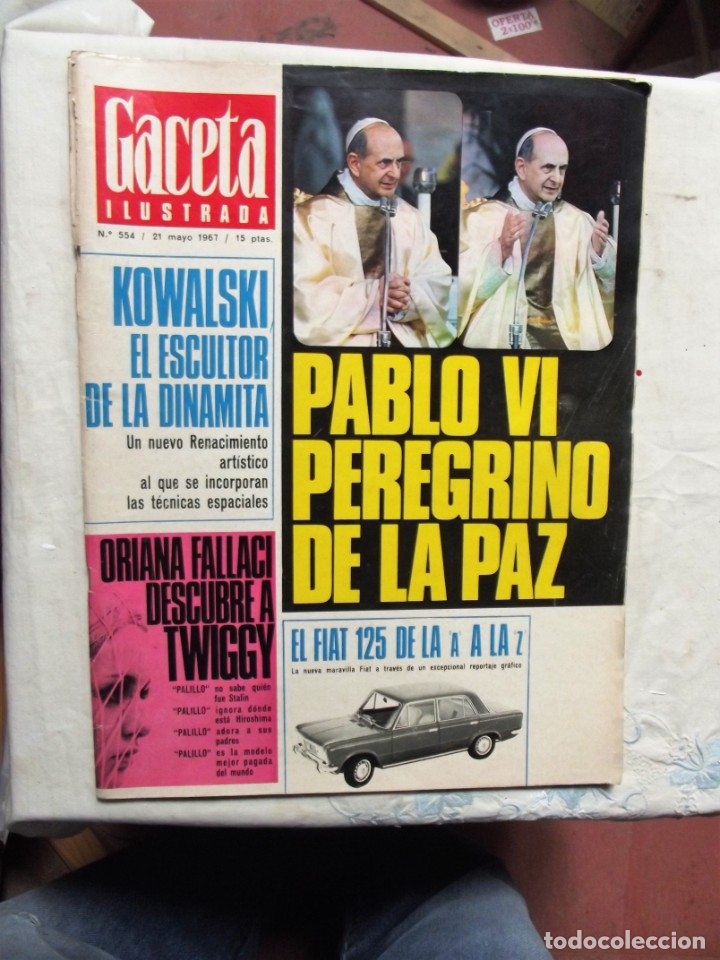 OFERTA
2x100
Gaceta
ILUSTRADA
N.º 554 / 21 mayo 1967 / 15 ptas.
KOWALSKI
EL ESCULTOR
DE LA DINAMITA
Un nuevo Renacimiento
artístico
al que se incorporan
las técnicas espaciales
ORIANA FALLACI
DESCUBRE A
TWIGGY
"PALILLO" no sabe quién
fue Stalin
"PALILLO" ignora dónde
está Hiroshima
"PALILLO" adora a sus
padres
"PALILLO" es la modelo
mejor pagada
del mundo
PABLO VI
PEREGRINO
DE LA PAZ
EL FIAT 125 DE LA "A" A LA "Z"
La nueva maravilla Fiat a través de un excepcional reportaje gráfico
todocoleccion
todocoleccion.net